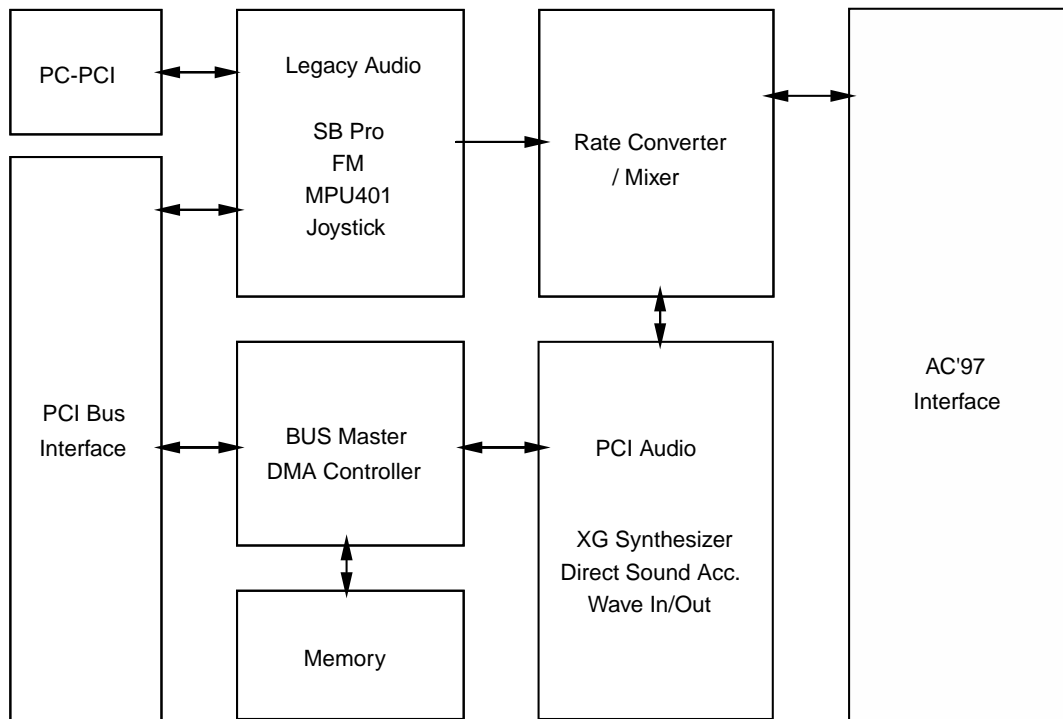 PC-PCI
Legacy Audio
SB Pro
FM
MPU401
Joystick
Rate Converter
/ Mixer
AC'97
Interface
PCI Bus
Interface
BUS Master
DMA Controller
PCI Audio
XG Synthesizer
Direct Sound Acc.
Wave In/Out
Memory